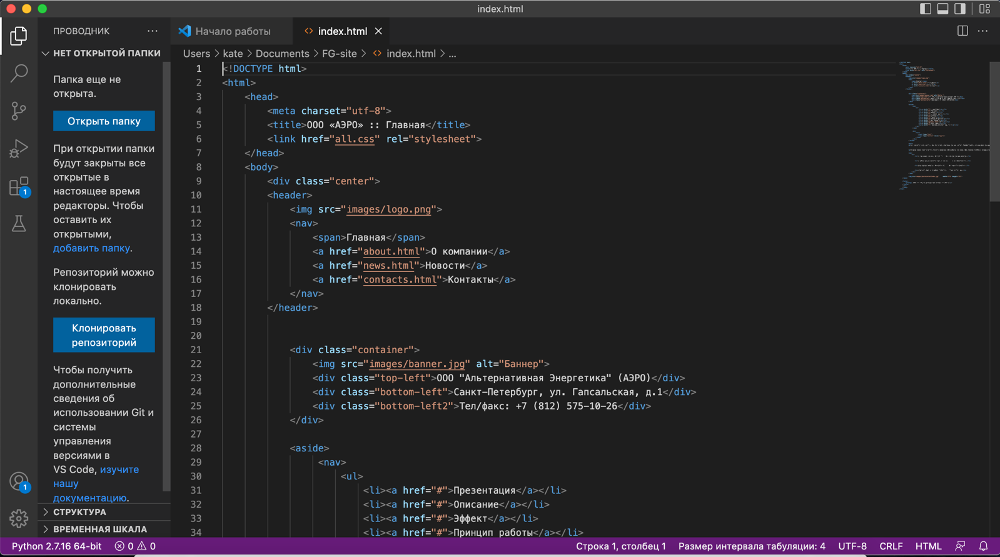 index.html
ПРОВОДНИК
Начало работы
index.html
НЕТ ОТКРЫТОЙ ПАПКИ
Users > kate > Documents > FG-site > <> index.html > ...
Папка еще не
открыта.
Открыть папку
При открытии папки
будут закрыты все
открытые в
настоящее время
редакторы. Чтобы
оставить их
открытыми,
добавить папку.
Репозиторий можно
клонировать
локально.
Клонировать
репозиторий
Чтобы получить
дополнительные
сведения об
использовании Git и
системы
управления
версиями в
VS Code, изучите
нашу
документацию.
СТРУКТУРА
ВРЕМЕННАЯ ШКАЛА
1
1
1 <!DOCTYPE html>
2 <html>
3 <head>
4 <meta charset="utf-8">
5 <title>ООО «АЭРО» :: Главная</title>
6 <link href="all.css" rel="stylesheet">
7 </head>
8 <body>
9 <div class="center">
10 <header>
11 <img src="images/logo.png">
12 <nav>
13 <span>Главная</span>
14 <a href="about.html">О компании</a>
15 <a href="news.html">Новости</a>
16 <a href="contacts.html">Контакты</a>
17 </nav>
18 </header>
19
20
21 <div class="container">
22 <img src="images/banner.jpg" alt="Баннер">
23 <div class="top-left">ООО "Альтернативная Энергетика" (АЭРО)</div>
24 <div class="bottom-left">Санкт-Петербург, ул. Гапсальская, д.1</div>
25 <div class="bottom-left2">Тел/факс: +7 (812) 575-10-26</div>
26 </div>
27
28 <aside>
29 <nav>
30 <ul>
31 <li><a href="#">Презентация</a></li>
32 <li><a href="#">Описание</a></li>
33 <li><a href="#">Эффект</a></li>
34 <li><a href="#">Принцип работы</a></li>
Python 2.7.16 64-bit 0 0 Строка 1, столбец 1 Размер интервала табуляции: 4 UTF-8 CRLF HTML